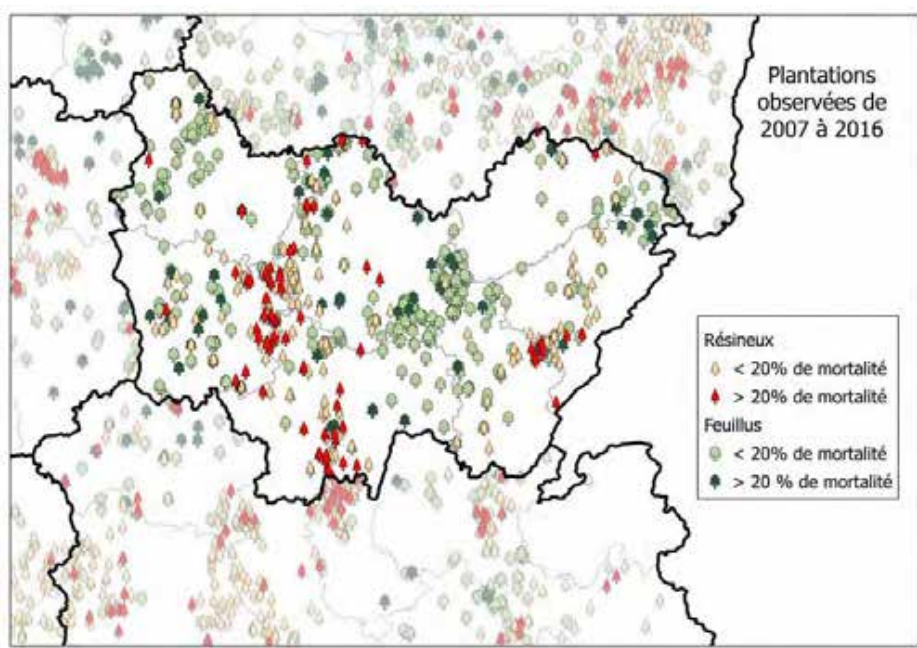 Plantations
observées de
2007 à 2016
Résineux
< 20% de mortalité
> 20% de mortalité
Feuillus
< 20% de mortalité
> 20 % de mortalité